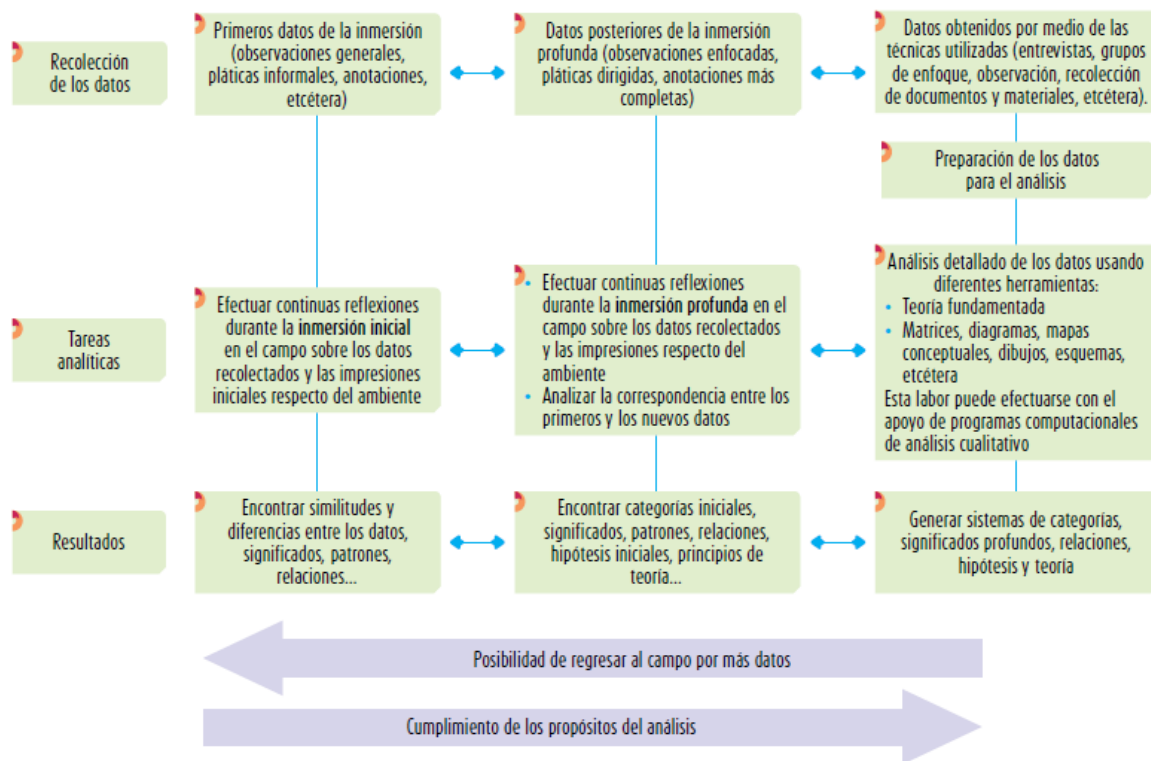 Recolección
de los datos
Primeros datos de la inmersión
(observaciones generales,
pláticas informales, anotaciones,
etcétera)
Datos posteriores de la inmersión
profunda (observaciones enfocadas,
pláticas dirigidas, anotaciones más
completas)
Datos obtenidos por medio de las
técnicas utilizadas (entrevistas, grupos
de enfoque, observación, recolección
de documentos y materiales, etcétera).
Preparación de los datos
para el análisis
Tareas
analíticas
Efectuar continuas reflexiones
durante la inmersión inicial
en el campo sobre los datos
recolectados y las impresiones
iniciales respecto del ambiente
• Efectuar continuas reflexiones
durante la inmersión profunda en el
campo sobre los datos recolectados
y las impresiones respecto del
ambiente
• Analizar la correspondencia entre los
primeros y los nuevos datos
Análisis detallado de los datos usando
diferentes herramientas:
• Teoría fundamentada
• Matrices, diagramas, mapas
conceptuales, dibujos, esquemas,
etcétera
Esta labor puede efectuarse con el
apoyo de programas computacionales
de análisis cualitativo
Resultados
Encontrar similitudes y
diferencias entre los datos,
significados, patrones,
relaciones...
Encontrar categorías iniciales,
significados, patrones, relaciones,
hipótesis iniciales, principios de
teoría...
Generar sistemas de categorías,
significados profundos, relaciones,
hipótesis y teoría
Posibilidad de regresar al campo por más datos
Cumplimiento de los propósitos del análisis